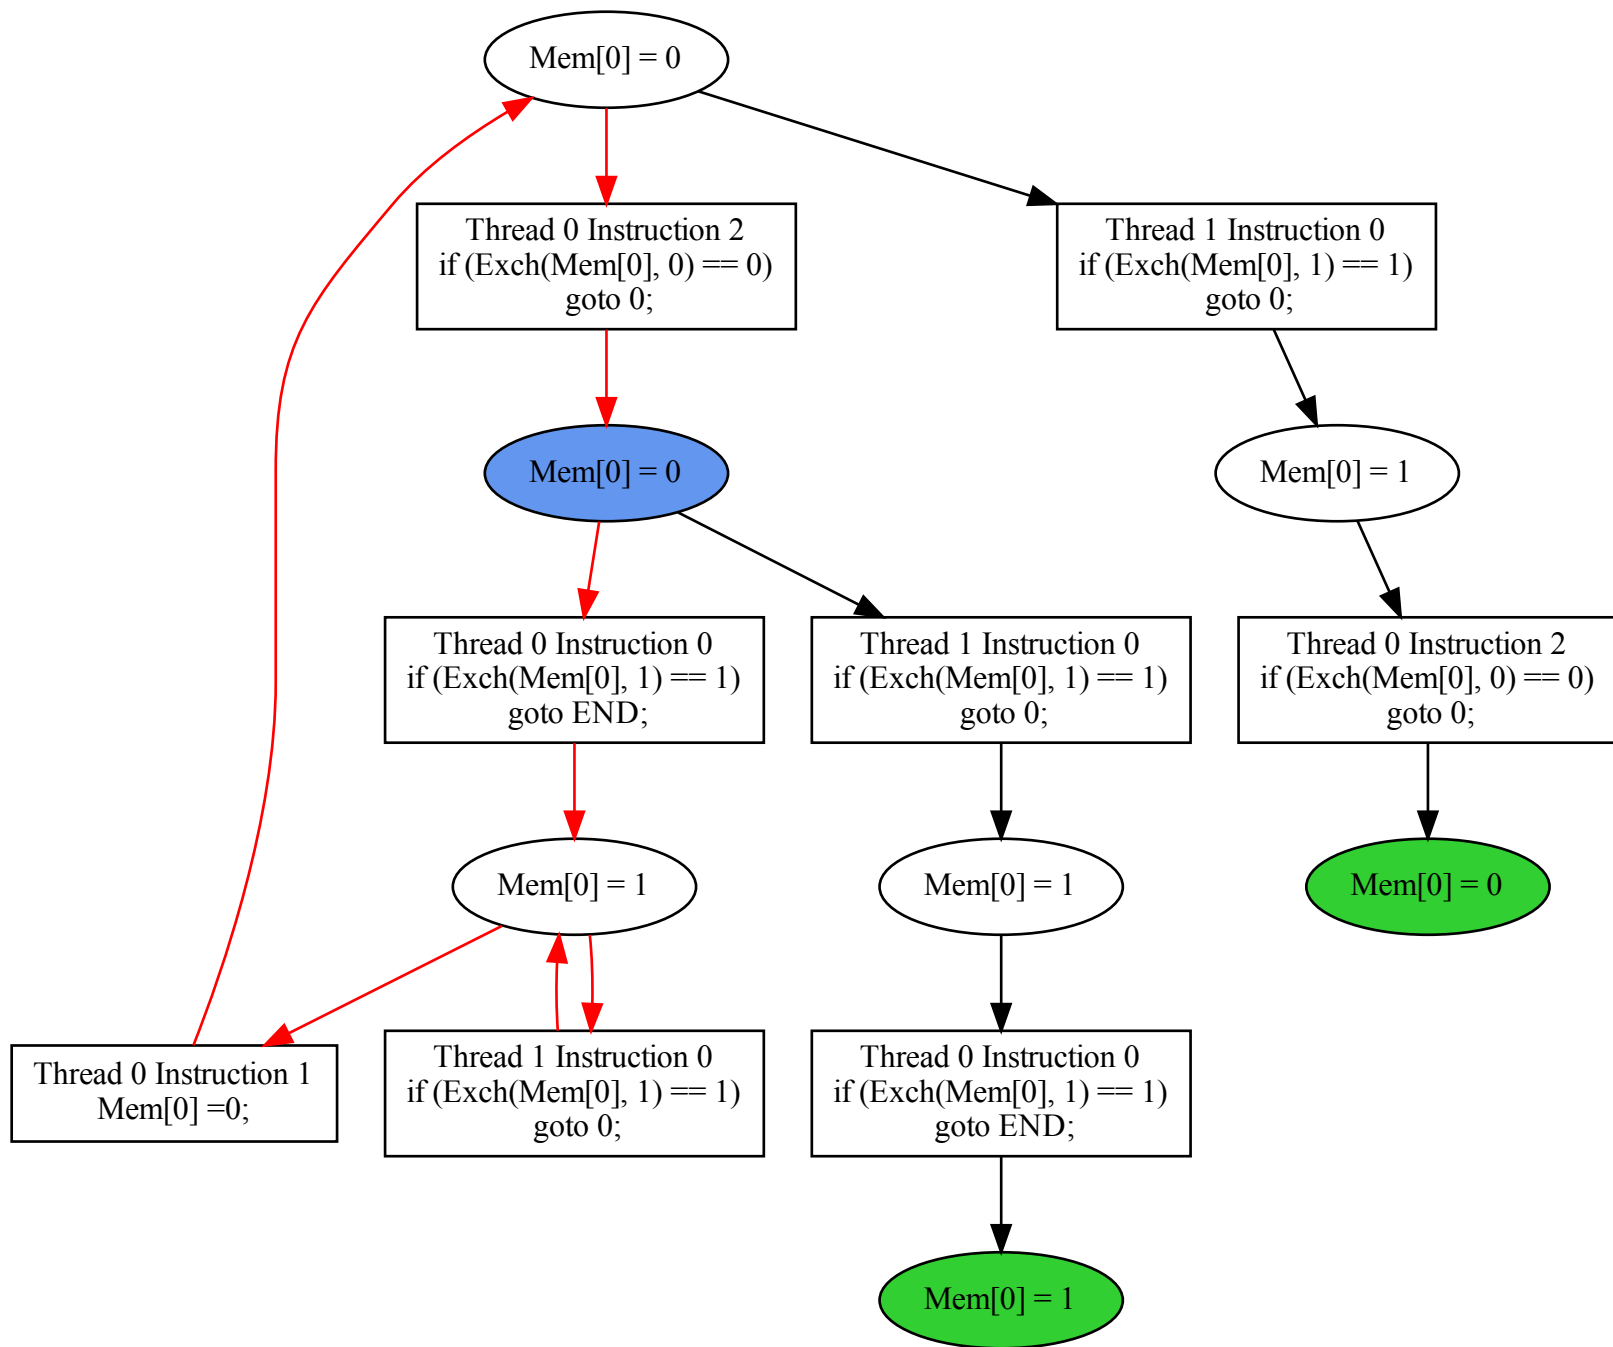 Mem[0] = 0
Thread 0 Instruction 2
if (Exch(Mem[0], 0) == 0)
goto 0;
Thread 1 Instruction 0
if (Exch(Mem[0], 1) == 1)
goto 0;
Mem[0] = 0
Mem[0] = 1
Thread 0 Instruction 0
if (Exch(Mem[0], 1) == 1)
goto END;
Thread 1 Instruction 0
if (Exch(Mem[0], 1) == 1)
goto 0;
Thread 0 Instruction 2
if (Exch(Mem[0], 0) == 0)
goto 0;
Mem[0] = 1
Mem[0] = 1
Mem[0] = 0
Thread 0 Instruction 1
Mem[0] =0;
Thread 1 Instruction 0
if (Exch(Mem[0], 1) == 1)
goto 0;
Thread 0 Instruction 0
if (Exch(Mem[0], 1) == 1)
goto END;
Mem[0] = 1